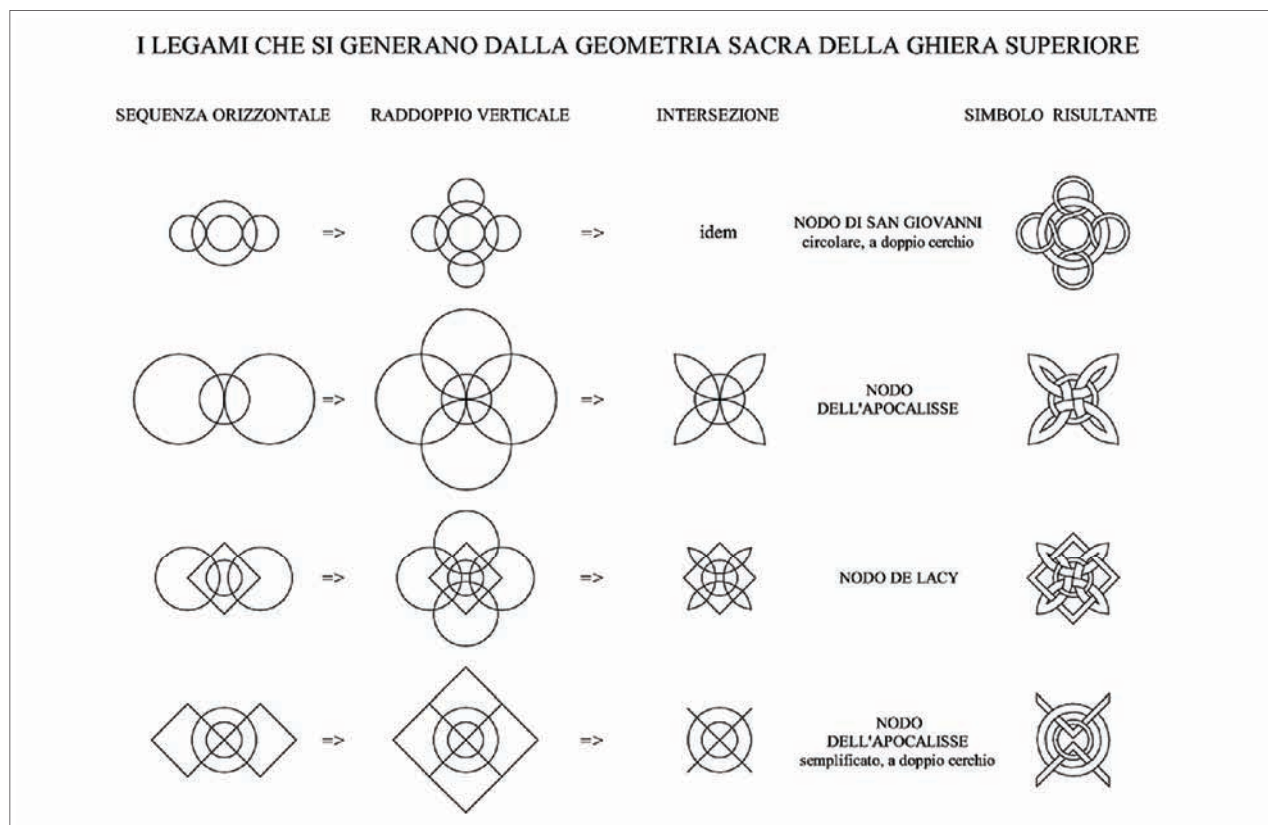 I LEGAMI CHE SI GENERANO DALLA GEOMETRIA SACRA DELLA GHIERA SUPERIORE
SEQUENZA ORIZZONTALE RADDOPPIO VERTICALE INTERSEZIONE SIMBOLO RISULTANTE
=> => idem NODO DI SAN GIOVANNI
circolare, a doppio cerchio
=> => NODO
DELL'APOCALISSE
=> => NODO DE LACY
=> => NODO
DELL'APOCALISSE
semplificato, a doppio cerchio